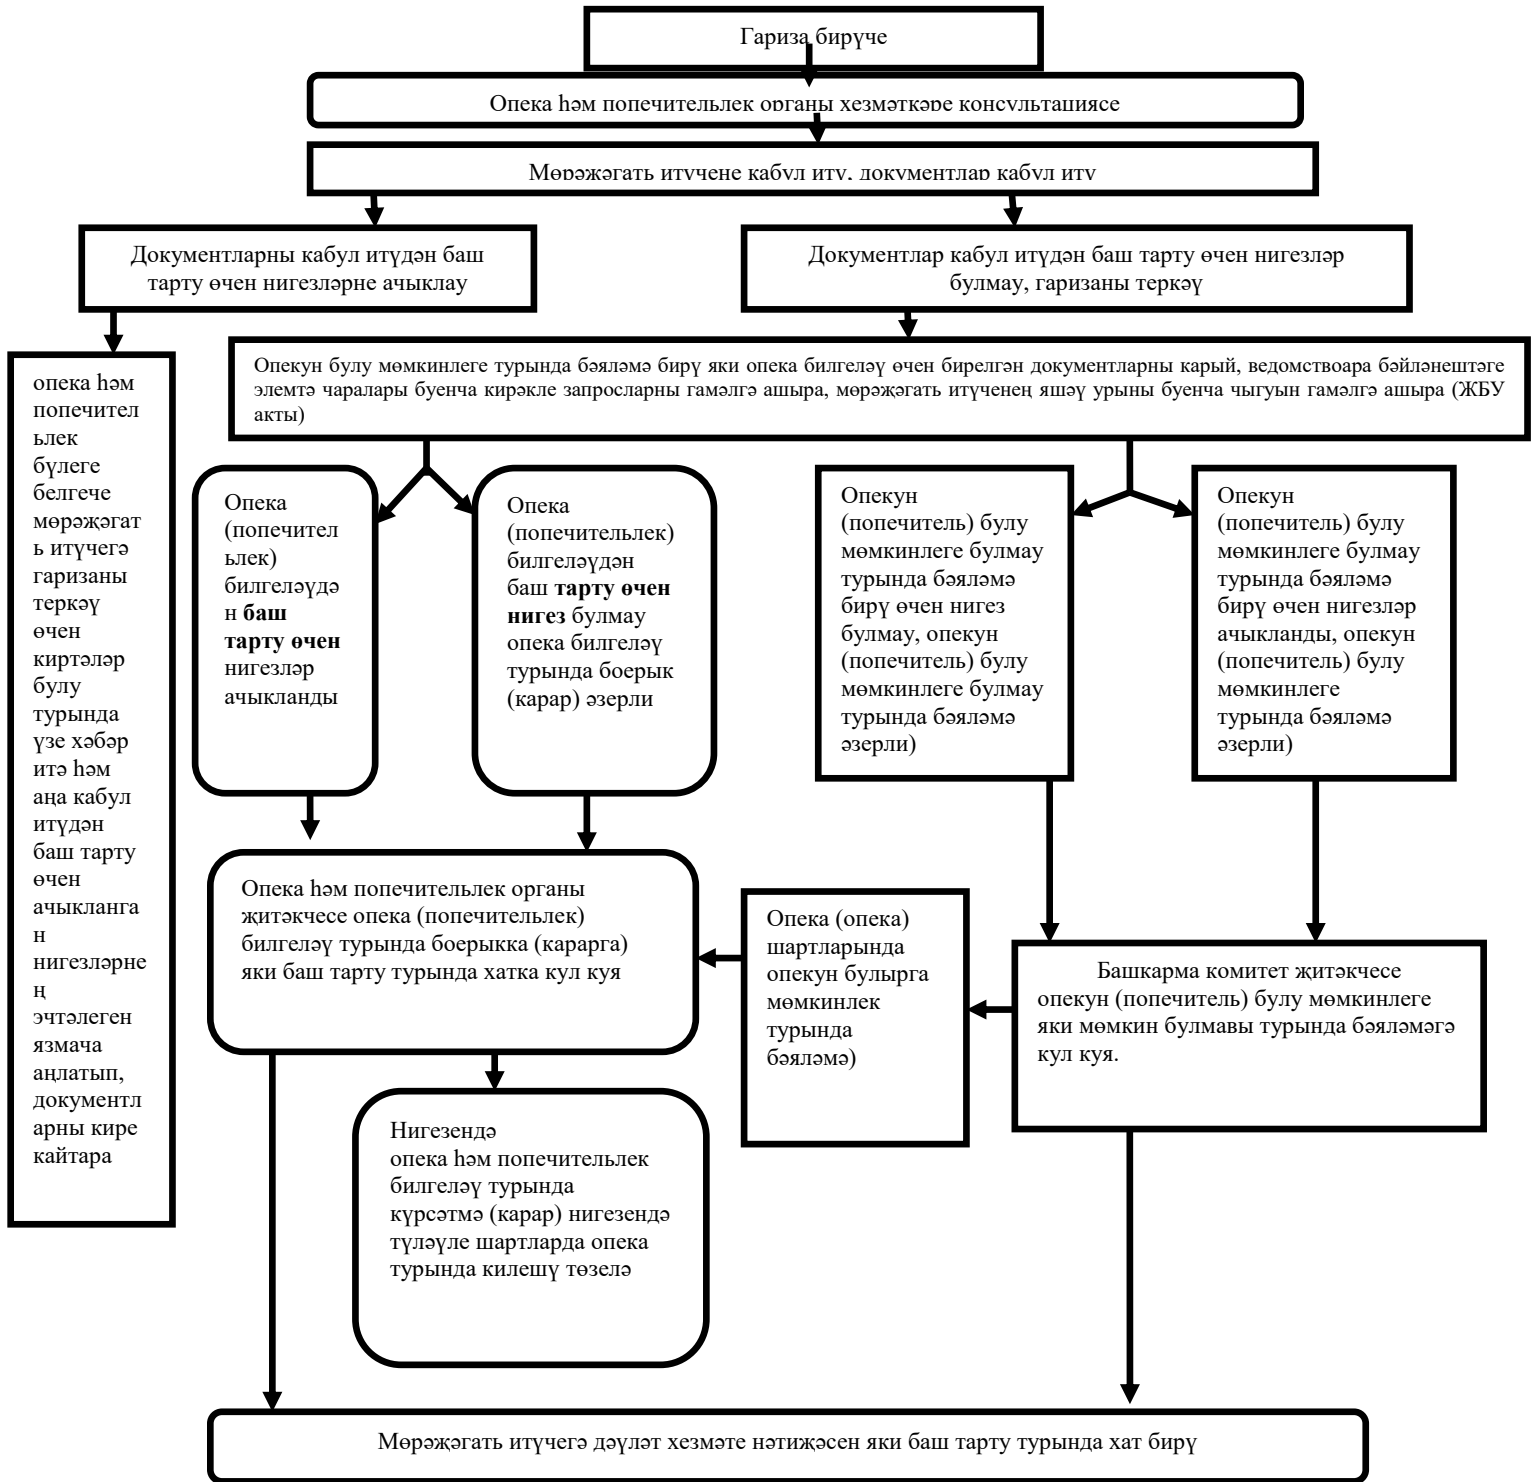 Гариза бирүче
Опека һәм попечительлек органы хезмәткәре консультациясе
Мөрәҗәгать итүчене кабул итү, документлар кабул итү
Документларны кабул итүдән баш
тарту өчен нигезләрне ачыклау
Документлар кабул итүдән баш тарту өчен нигезләр
булмау, гаризаны теркәү
опека һәм
попечител
ьлек
бүлеге
белгече
мөрәҗәгат
ь итүчегә
гаризаны
теркәү
өчен
киртәләр
булу
турында
үзе хәбәр
итә һәм
аңа кабул
итүдән
баш тарту
өчен
ачыкланга
н
нигезләрне
ң
эчтәлеген
язмача
аңлатып,
документл
арны кире
кайтара
Опекун булу мөмкинлеге турында бәяләмә бирү яки опека билгеләү өчен бирелгән документларны карый, ведомствоара бәйләнештәге
элемтә чаралары буенча кирәкле запросларны гамәлгә ашыра, мөрәҗәгать итүченең яшәү урыны буенча чыгуын гамәлгә ашыра (ЖБУ
акты)
Опека
(попечител
ьлек)
билгеләүдә
н баш
тарту өчен
нигезләр
ачыкланды
Опека
(попечительлек)
билгеләүдән
баш тарту өчен
нигез булмау
опека билгеләү
турында боерык
(карар) әзерли
Опекун
(попечитель) булу
мөмкинлеге булмау
турында бәяләмә
бирү өчен нигез
булмау, опекун
(попечитель) булу
мөмкинлеге булмау
турында бәяләмә
әзерли)
Опекун
(попечитель) булу
мөмкинлеге булмау
турында бәяләмә
бирү өчен нигезләр
ачыкланды, опекун
(попечитель) булу
мөмкинлеге
турында бәяләмә
әзерли)
Опека һәм попечительлек органы
җитәкчесе опека (попечительлек)
билгеләү турында боерыкка (карарга)
яки баш тарту турында хатка кул куя
Опека (опека)
шартларында
опекун булырга
мөмкинлек
турында
бәяләмә)
Башкарма комитет җитәкчесе
опекун (попечитель) булу мөмкинлеге
яки мөмкин булмавы турында бәяләмәгә
кул куя.
Нигезендә
опека һәм попечительлек
билгеләү турында
күрсәтмә (карар) нигезендә
түләүле шартларда опека
турында килешү төзелә
Мөрәҗәгать итүчегә дәүләт хезмәте нәтиҗәсен яки баш тарту турында хат бирү